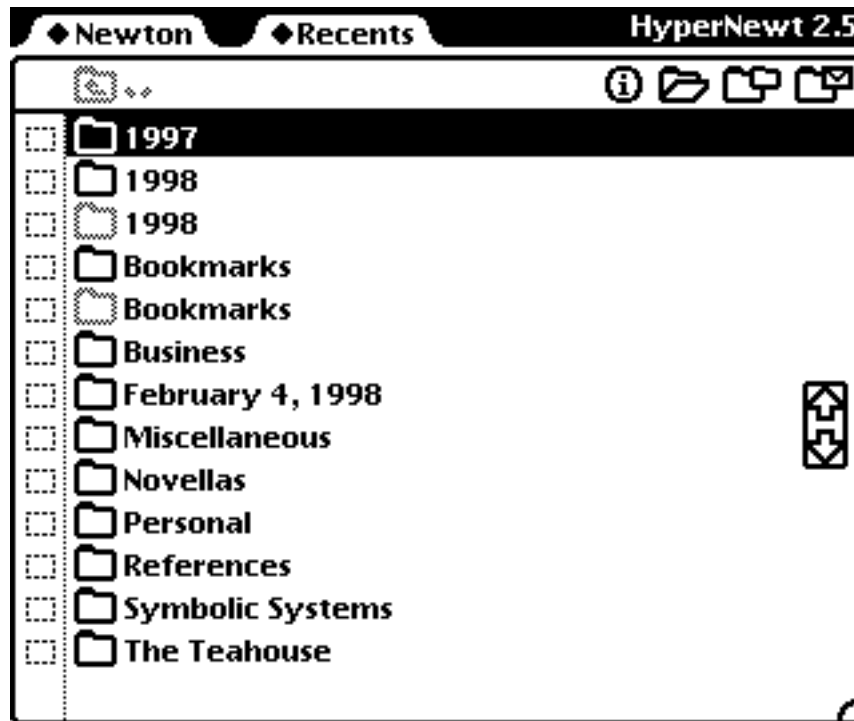 ◆Newton ◆Recents HyperNewt 2.5
..
1997
1998
1998
Bookmarks
Bookmarks
Business
February 4, 1998
Miscellaneous
Novellas
Personal
References
Symbolic Systems
The Teahouse